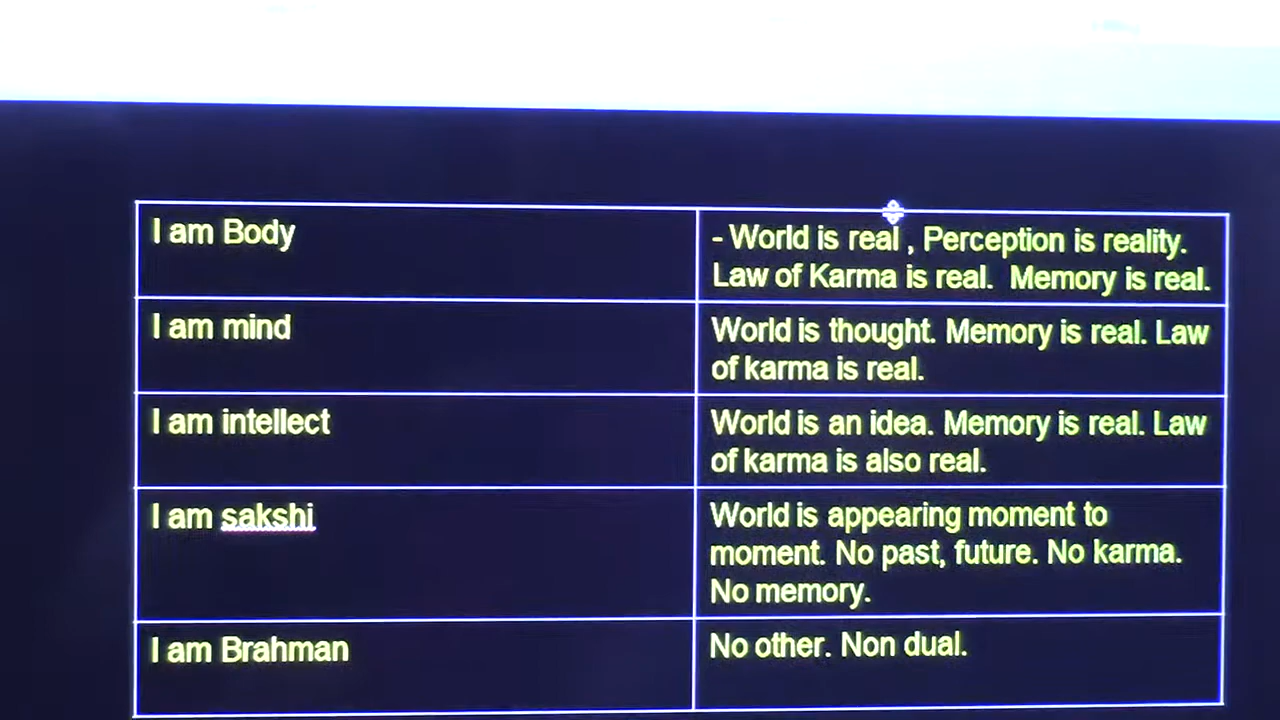 I am Body
- World is real , Perception is reality.
Law of Karma is real.  Memory is real.
I am mind
World is thought. Memory is real. Law
of karma is real.
I am intellect
World is an idea. Memory is real. Law
of karma is also real.
I am sakshi
World is appearing moment to
moment. No past, future. No karma.
No memory.
I am Brahman
No other. Non dual.